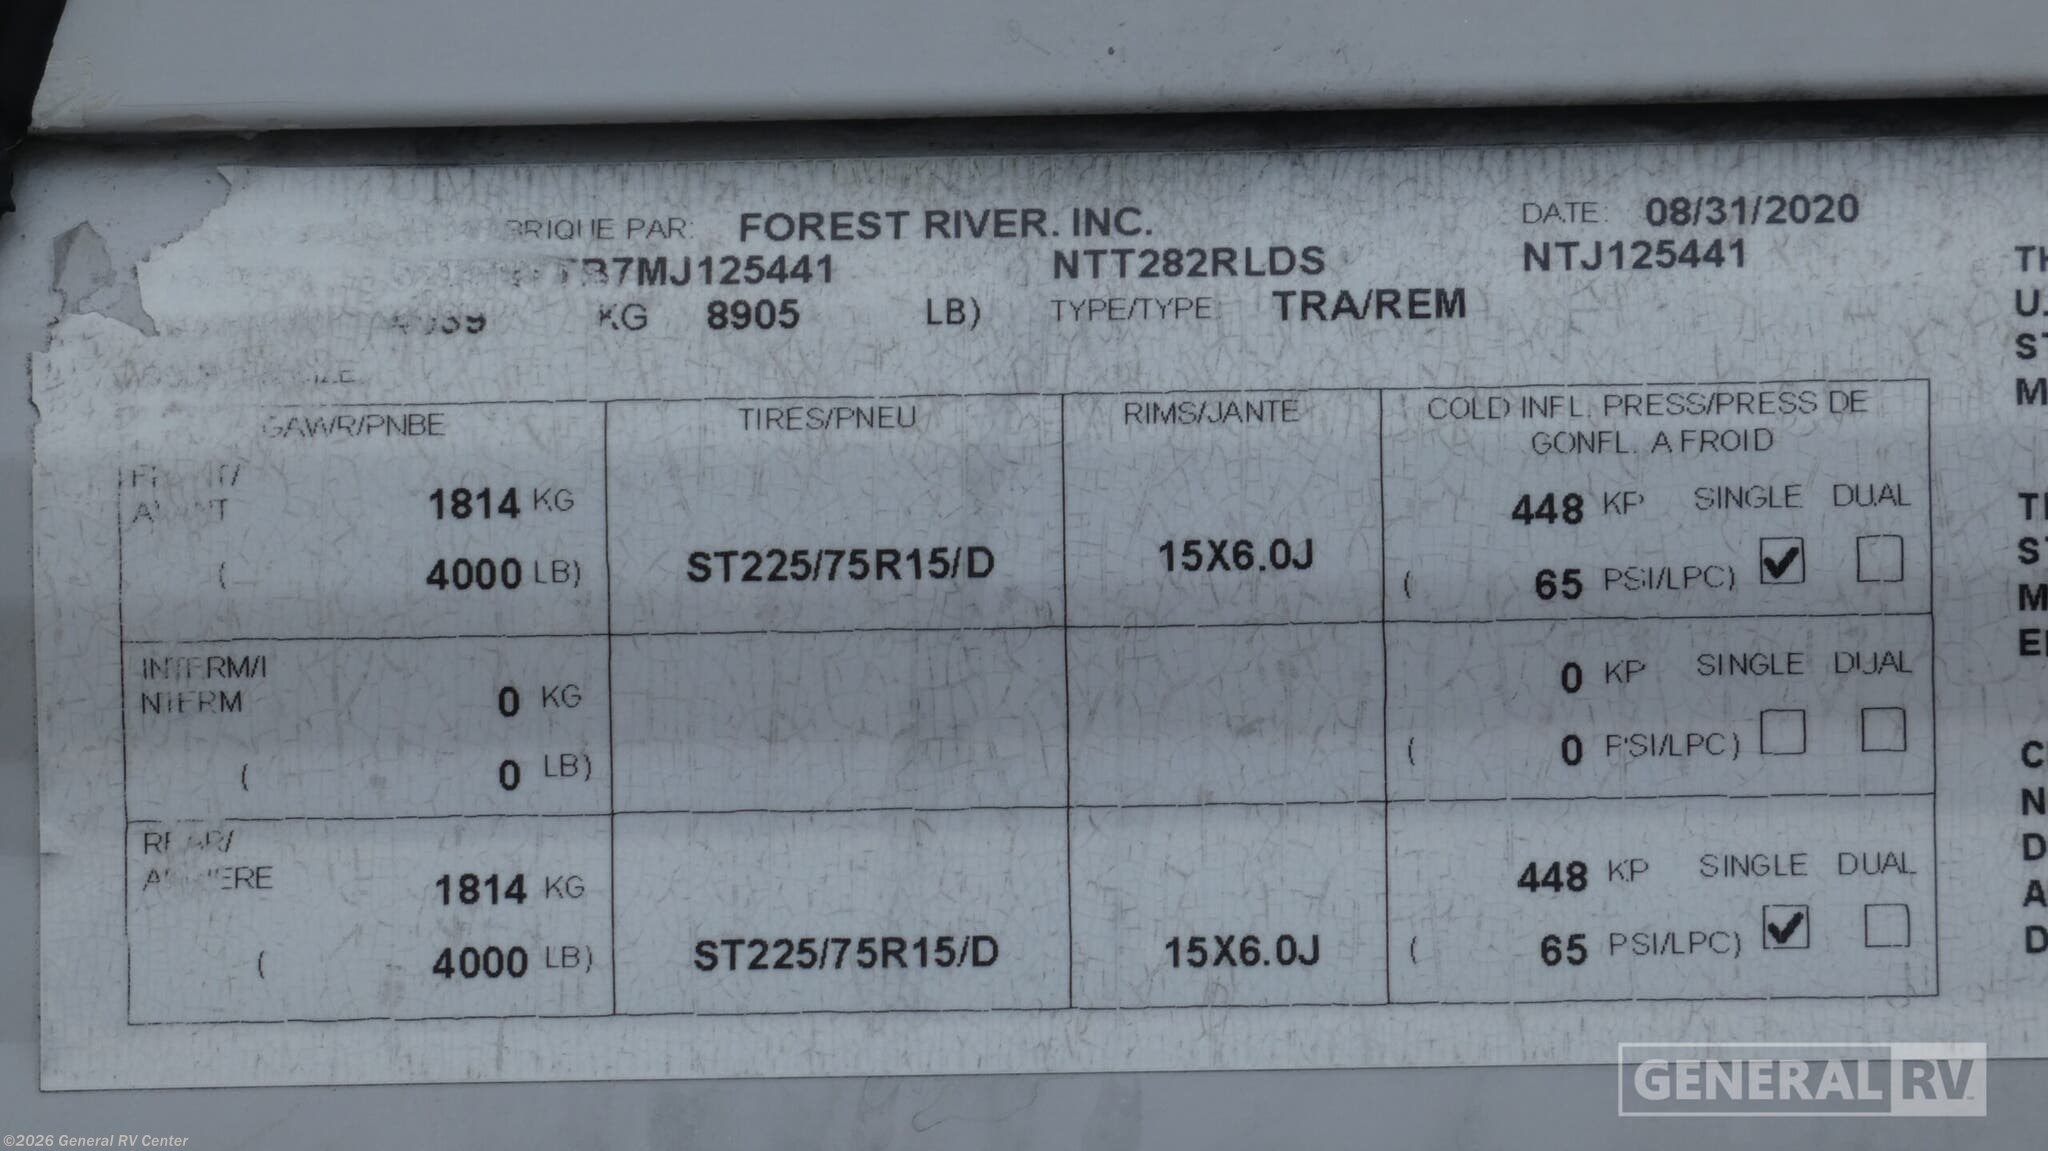 BRIQUE PAR: FOREST RIVER. INC. DATE: 08/31/2020
TB7MJ125441 NTT282RLDS NTJ125441
KG 8905 LB) TYPE/TYPE: TRA/REM
GAWR/PNBE TIRES/PNEU RIMS/JANTE COLD INFL. PRESS/PRESS DE
GONFL. A FROID
FRONT/
AVANT 1814 KG 448 KP SINGLE DUAL
( 4000 LB) ST225/75R15/D 15X6.0J ( 65 PSI/LPC)
INTERM/I
NTERM 0 KG 0 KP SINGLE DUAL
( 0 LB) ( 0 PSI/LPC)
REAR/
ARRIERE 1814 KG 448 KP SINGLE DUAL
( 4000 LB) ST225/75R15/D 15X6.0J ( 65 PSI/LPC)
GENERAL RV
©2026 General RV Center